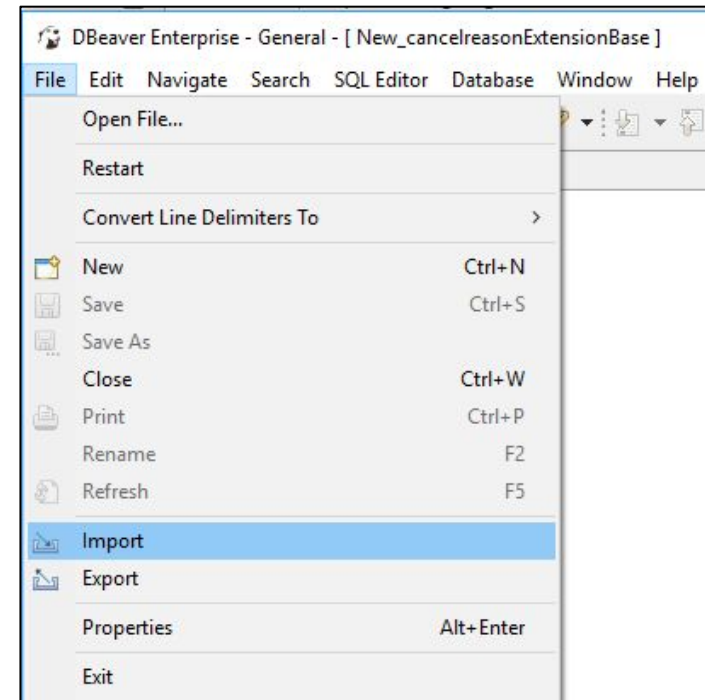 DBeaver Enterprise - General - [ New_cancelreasonExtensionBase ]
File Edit Navigate Search SQL Editor Database Window Help
Open File...
Restart
Convert Line Delimiters To >
New Ctrl+N
Save Ctrl+S
Save As
Close Ctrl+W
Print Ctrl+P
Rename F2
Refresh F5
Import
Export
Properties Alt+Enter
Exit